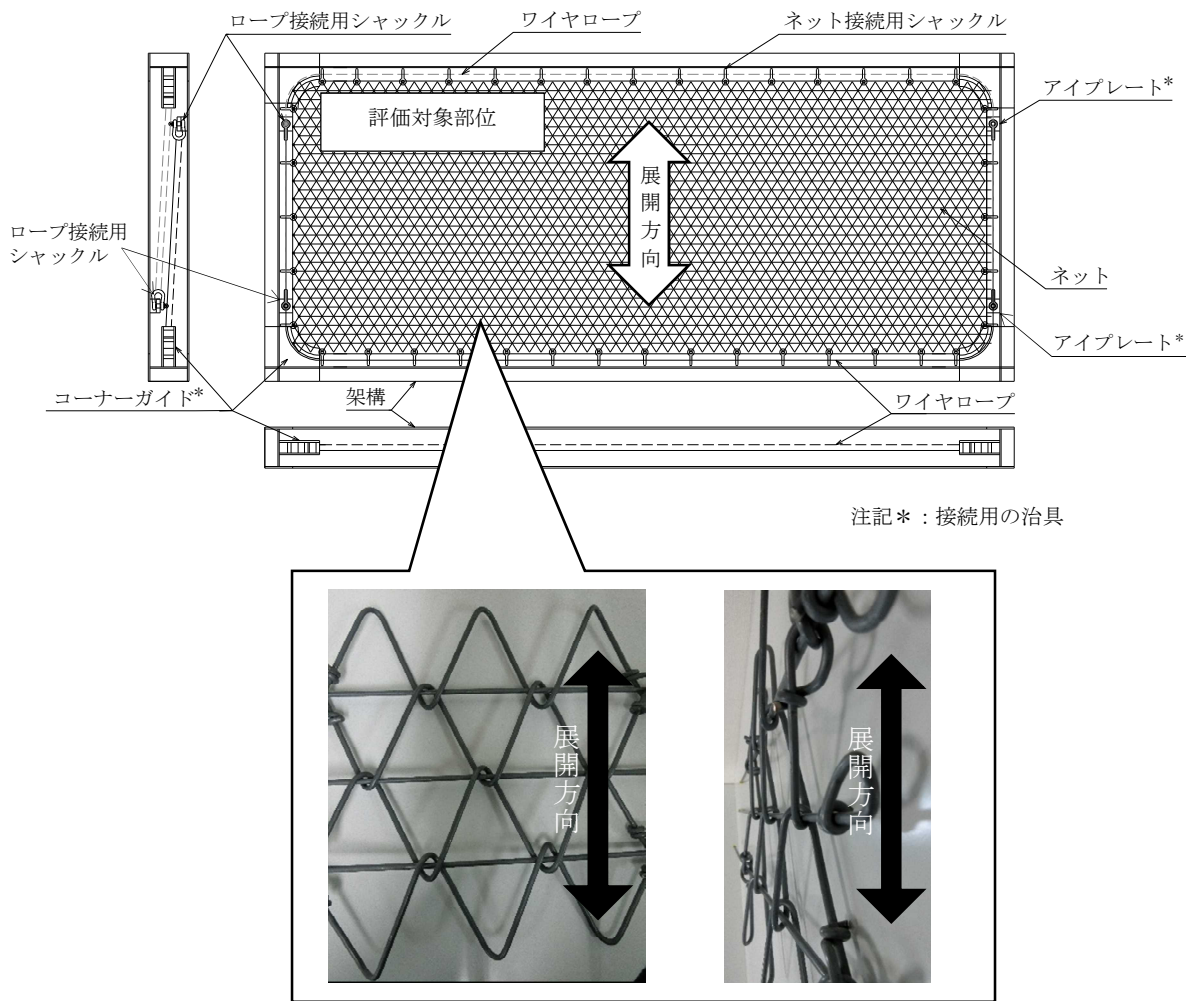 ロープ接続用シャックル
ワイヤロープ
ネット接続用シャックル
アイプレート*
評価対象部位
展開方向
ロープ接続用
シャックル
ネット
アイプレート*
コーナーガイド*
架構
ワイヤロープ
注記*:接続用の治具
展開方向
展開方向